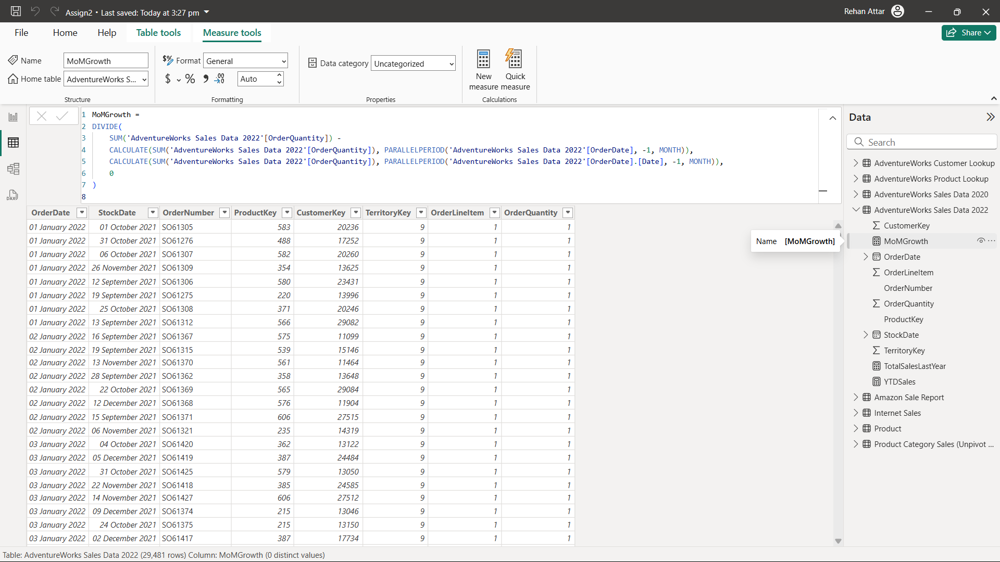 Assign2 • Last saved: Today at 3:27 pm
Rehan Attar
File Home Help Table tools Measure tools
Share
Name MoMGrowth
Home table AdventureWorks S...
Structure
$% Format General
$ % , .00 Auto
Formatting
Data category Uncategorized
Properties
New measure
Quick measure
Calculations
1 MoMGrowth =
2 DIVIDE(
3 SUM('AdventureWorks Sales Data 2022'[OrderQuantity]) -
4 CALCULATE(SUM('AdventureWorks Sales Data 2022'[OrderQuantity]), PARALLELPERIOD('AdventureWorks Sales Data 2022'[OrderDate], -1, MONTH)),
5 CALCULATE(SUM('AdventureWorks Sales Data 2022'[OrderQuantity]), PARALLELPERIOD('AdventureWorks Sales Data 2022'[OrderDate].[Date], -1, MONTH)),
6 0
7 )
8
DAX
OrderDate StockDate OrderNumber ProductKey CustomerKey TerritoryKey OrderLineItem OrderQuantity
01 January 2022 01 October 2021 SO61305 583 20236 9 1 1
01 January 2022 31 October 2021 SO61276 488 17252 9 1 1
01 January 2022 06 October 2021 SO61307 582 20260 9 1 1
01 January 2022 26 November 2021 SO61309 354 13625 9 1 1
01 January 2022 12 September 2021 SO61306 580 23431 9 1 1
01 January 2022 19 September 2021 SO61275 220 13996 9 1 1
01 January 2022 25 October 2021 SO61308 371 20246 9 1 1
01 January 2022 13 September 2021 SO61312 566 29082 9 1 1
02 January 2022 16 September 2021 SO61367 575 11099 9 1 1
02 January 2022 19 September 2021 SO61315 539 15146 9 1 1
02 January 2022 13 November 2021 SO61370 561 11464 9 1 1
02 January 2022 28 September 2021 SO61362 358 13648 9 1 1
02 January 2022 22 October 2021 SO61369 565 29084 9 1 1
02 January 2022 12 December 2021 SO61368 576 11904 9 1 1
02 January 2022 15 September 2021 SO61371 606 27515 9 1 1
02 January 2022 06 November 2021 SO61321 235 14319 9 1 1
03 January 2022 04 October 2021 SO61420 362 13122 9 1 1
03 January 2022 05 December 2021 SO61419 387 24484 9 1 1
03 January 2022 31 October 2021 SO61425 579 13050 9 1 1
03 January 2022 22 November 2021 SO61418 385 24585 9 1 1
03 January 2022 14 November 2021 SO61427 606 27512 9 1 1
03 January 2022 09 December 2021 SO61374 215 13046 9 1 1
03 January 2022 24 October 2021 SO61375 215 13150 9 1 1
03 January 2022 02 December 2021 SO61417 387 17734 9 1 1
Name [MoMGrowth]
Data
Search
AdventureWorks Customer Lookup
AdventureWorks Product Lookup
AdventureWorks Sales Data 2020
AdventureWorks Sales Data 2022
CustomerKey
MoMGrowth
OrderDate
OrderLineItem
OrderNumber
OrderQuantity
ProductKey
StockDate
TerritoryKey
TotalSalesLastYear
YTDSales
Amazon Sale Report
Internet Sales
Product
Product Category Sales (Unpivot ...
Table: AdventureWorks Sales Data 2022 (29,481 rows) Column: MoMGrowth (0 distinct values)